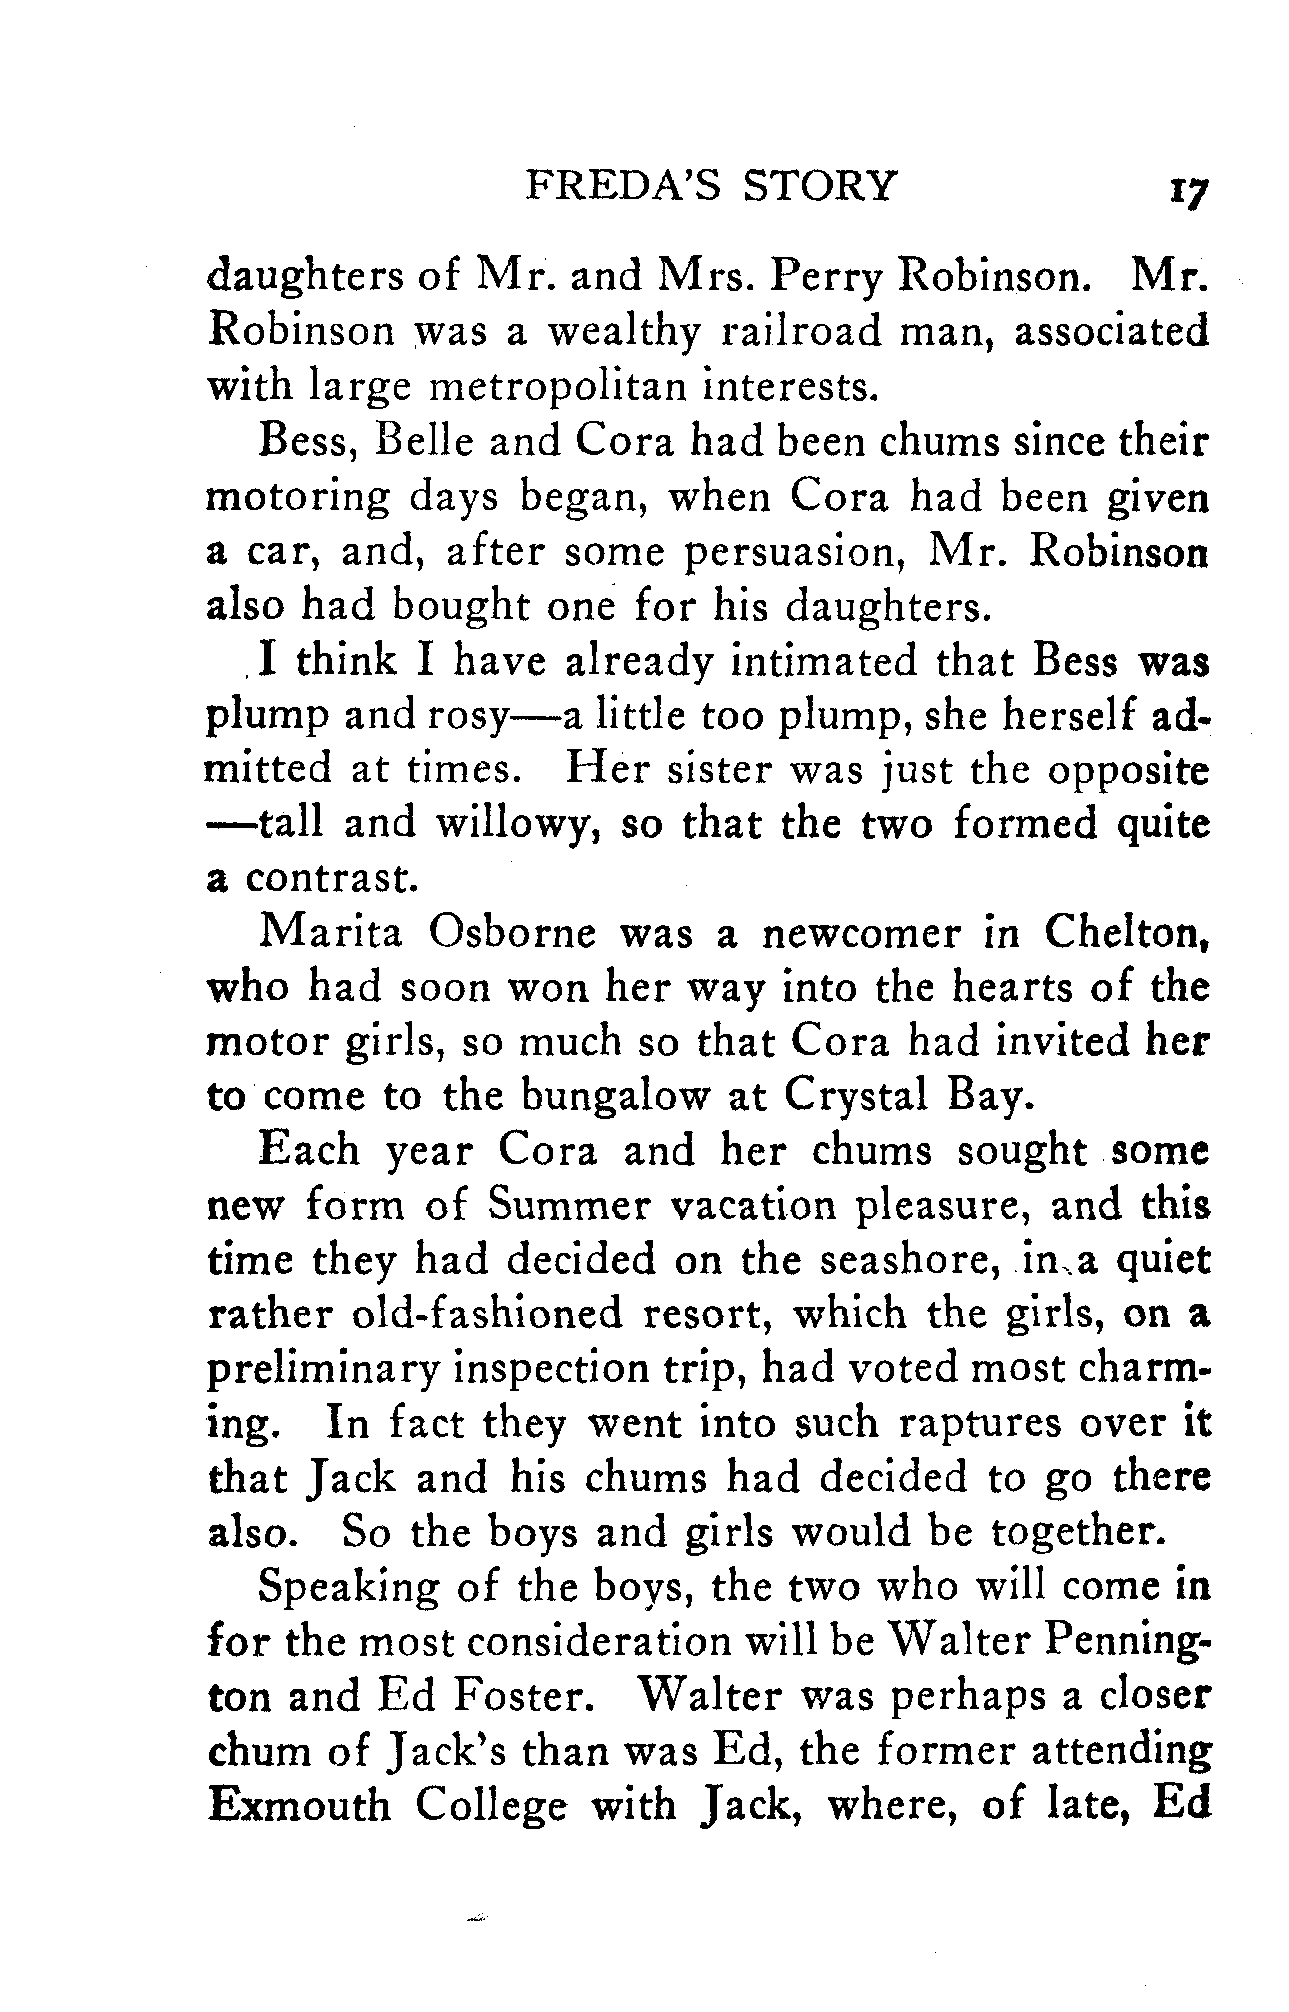 FREDA'S STORY 17
daughters of Mr. and Mrs. Perry Robinson. Mr.
Robinson was a wealthy railroad man, associated
with large metropolitan interests.
Bess, Belle and Cora had been chums since their
motoring days began, when Cora had been given
a car, and, after some persuasion, Mr. Robinson
also had bought one for his daughters.
I think I have already intimated that Bess was
plump and rosy—a little too plump, she herself ad-
mitted at times. Her sister was just the opposite
—tall and willowy, so that the two formed quite
a contrast.
Marita Osborne was a newcomer in Chelton,
who had soon won her way into the hearts of the
motor girls, so much so that Cora had invited her
to come to the bungalow at Crystal Bay.
Each year Cora and her chums sought some
new form of Summer vacation pleasure, and this
time they had decided on the seashore, in a quiet
rather old-fashioned resort, which the girls, on a
preliminary inspection trip, had voted most charm-
ing. In fact they went into such raptures over it
that Jack and his chums had decided to go there
also. So the boys and girls would be together.
Speaking of the boys, the two who will come in
for the most consideration will be Walter Penning-
ton and Ed Foster. Walter was perhaps a closer
chum of Jack's than was Ed, the former attending
Exmouth College with Jack, where, of late, Ed